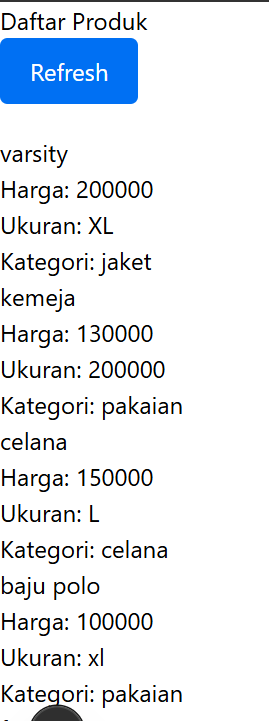 Daftar Produk
Refresh
varsity
Harga: 200000
Ukuran: XL
Kategori: jaket
kemeja
Harga: 130000
Ukuran: 200000
Kategori: pakaian
celana
Harga: 150000
Ukuran: L
Kategori: celana
baju polo
Harga: 100000
Ukuran: xl
Kategori: pakaian